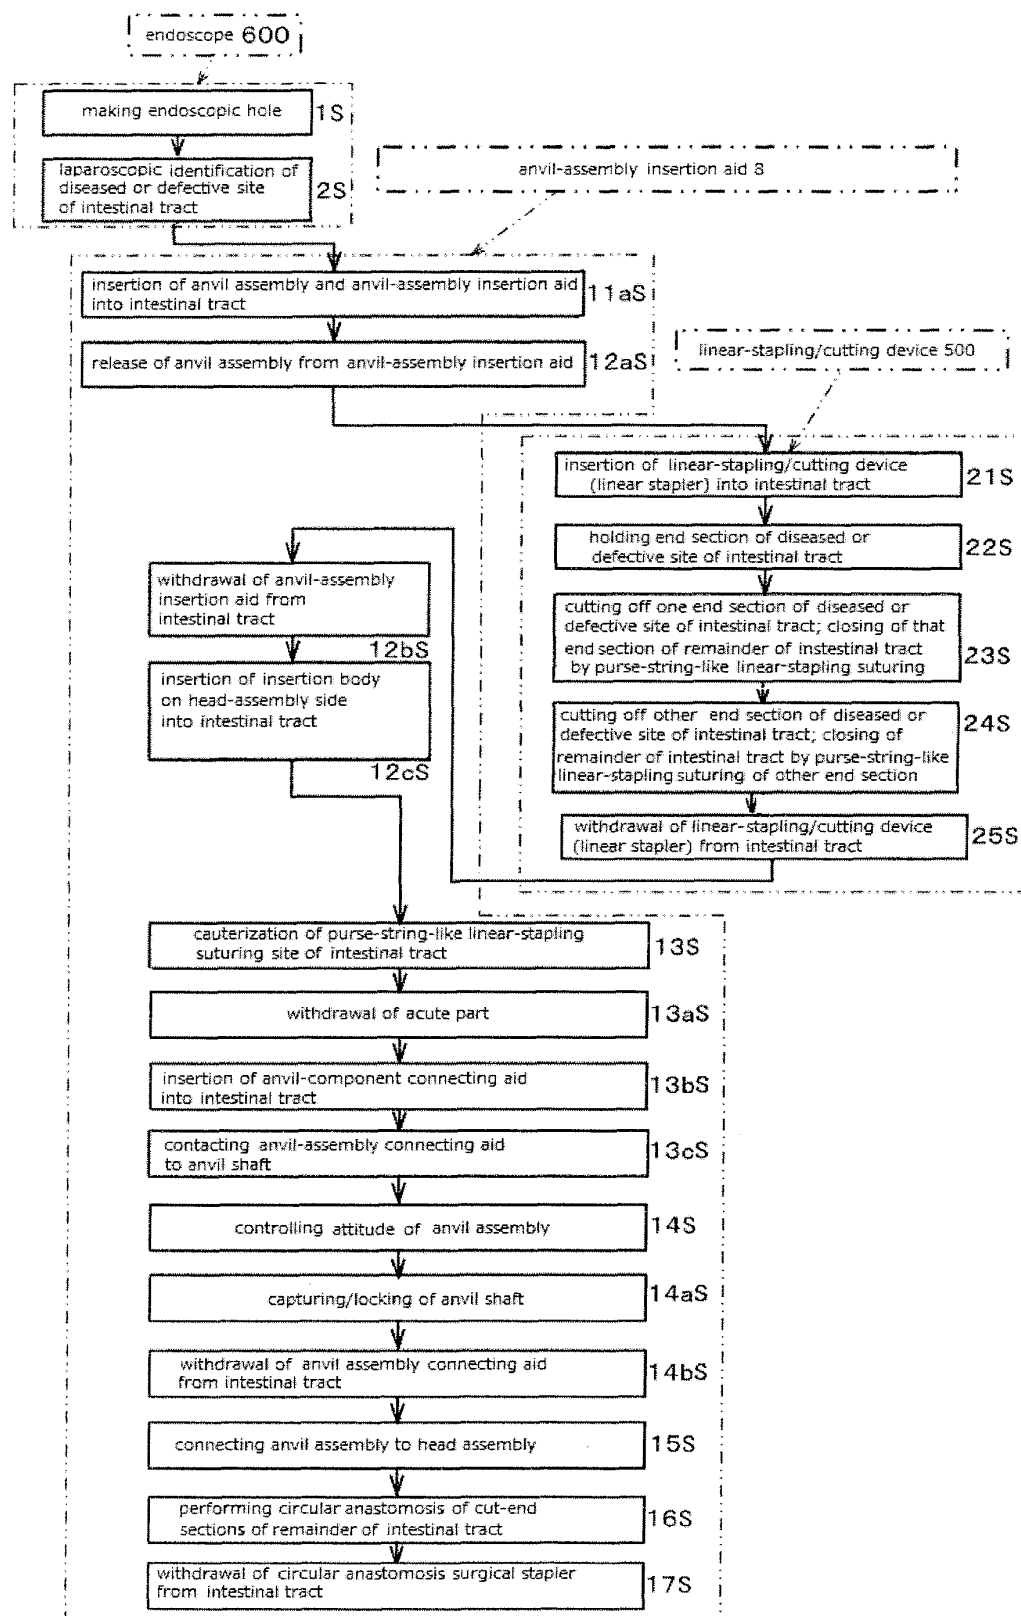 endoscope 600
making endoscopic hole
1S
laparoscopic identification of
diseased or defective site
of intestinal tract
2S
anvil-assembly insertion aid 8
insertion of anvil assembly and anvil-assembly insertion aid
into intestinal tract
11aS
release of anvil assembly from anvil-assembly insertion aid
12aS
linear-stapling/cutting device 500
insertion of linear-stapling/cutting device
(linear stapler) into intestinal tract
21S
holding end section of diseased or
defective site of intestinal tract
22S
cutting off one end section of diseased or
defective site of intestinal tract; closing of that
end section of remainder of instestinal tract
by purse-string-like linear-stapling suturing
23S
cutting off other end section of diseased or
defective site of intestinal tract; closing of
remainder of intestinal tract by purse-string-like
linear-stapling suturing of other end section
24S
withdrawal of linear-stapling/cutting device
(linear stapler) from intestinal tract
25S
withdrawal of anvil-assembly
insertion aid from
intestinal tract
12bS
insertion of insertion body
on head-assembly side
into intestinal tract
12cS
cauterization of purse-string-like linear-stapling
suturing site of intestinal tract
13S
withdrawal of acute part
13aS
insertion of anvil-component connecting aid
into intestinal tract
13bS
contacting anvil-assembly connecting aid
to anvil shaft
13cS
controlling attitude of anvil assembly
14S
capturing/locking of anvil shaft
14aS
withdrawal of anvil assembly connecting aid
from intestinal tract
14bS
connecting anvil assembly to head assembly
15S
performing circular anastomosis of cut-end
sections of remainder of intestinal tract
16S
withdrawal of circular anastomosis surgical stapler
from intestinal tract
17S